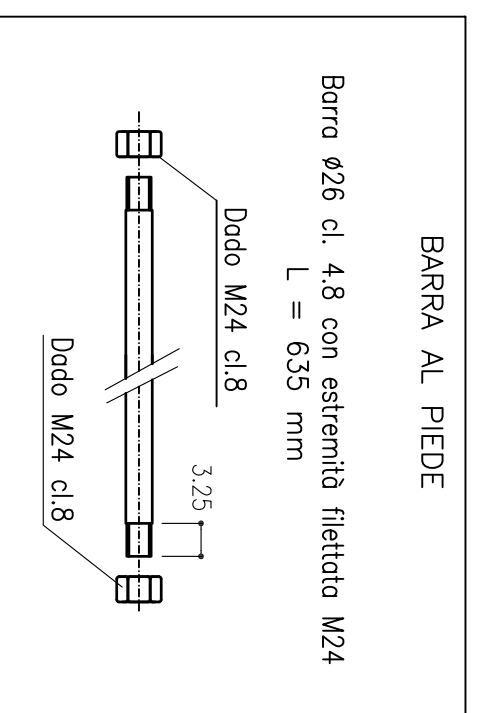 BARRA AL PIEDE
Barra ø26 cl. 4.8 con estremità filettata M24
L = 635 mm
Dado M24 cl.8
3.25
Dado M24 cl.8